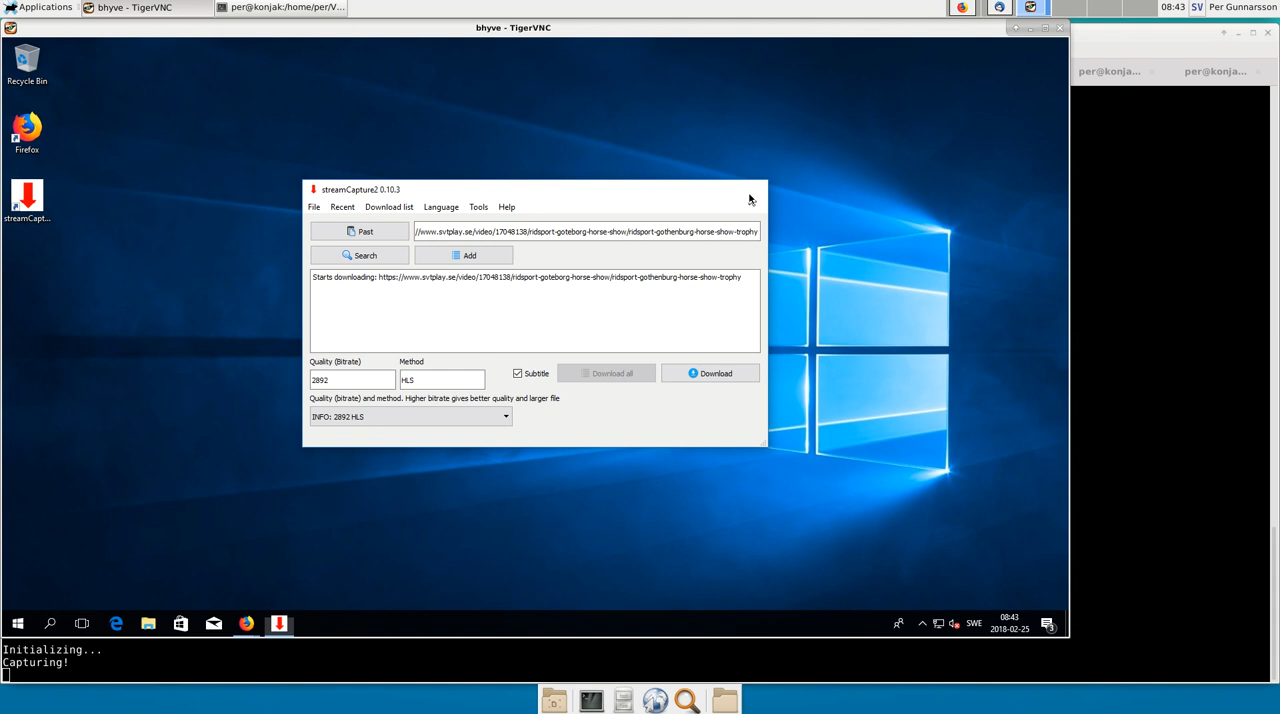 Applications
bhyve - TigerVNC
per@konjak:/home/per/V...
08:43
SV
Per Gunnarsson
bhyve - TigerVNC
per@konja...
per@konja...
Recycle Bin
Firefox
streamCapt...
streamCapture2 0.10.3
File Recent Download list Language Tools Help
Past
//www.svtplay.se/video/17048138/ridsport-goteborg-horse-show/ridsport-gothenburg-horse-show-trophy
Search
Add
Starts downloading: https://www.svtplay.se/video/17048138/ridsport-goteborg-horse-show/ridsport-gothenburg-horse-show-trophy
Quality (Bitrate)
Method
2892
HLS
Subtitle
Download all
Download
Quality (bitrate) and method. Higher bitrate gives better quality and larger file
INFO: 2892 HLS
SWE
08:43
2018-02-25
3
Initializing...
Capturing!